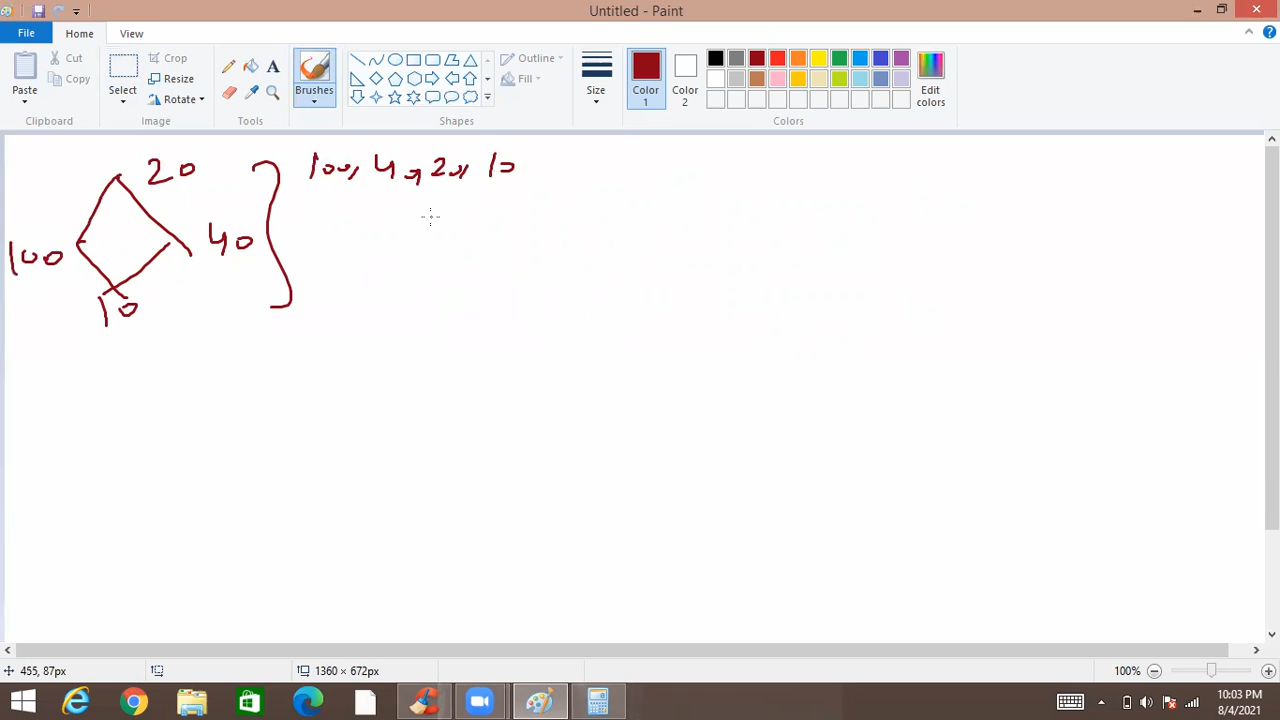 Untitled - Paint
File Home View
Paste
Cut
Copy
Clipboard
Select
Crop
Resize
Rotate
Image
A
Tools
Brushes
Shapes
Outline
Fill
Size
Color 1
Color 2
Edit colors
Colors
20
100
40
10
100, 40, 20, 10
455, 87px
1360 × 672px
100%
10:03 PM
8/4/2021